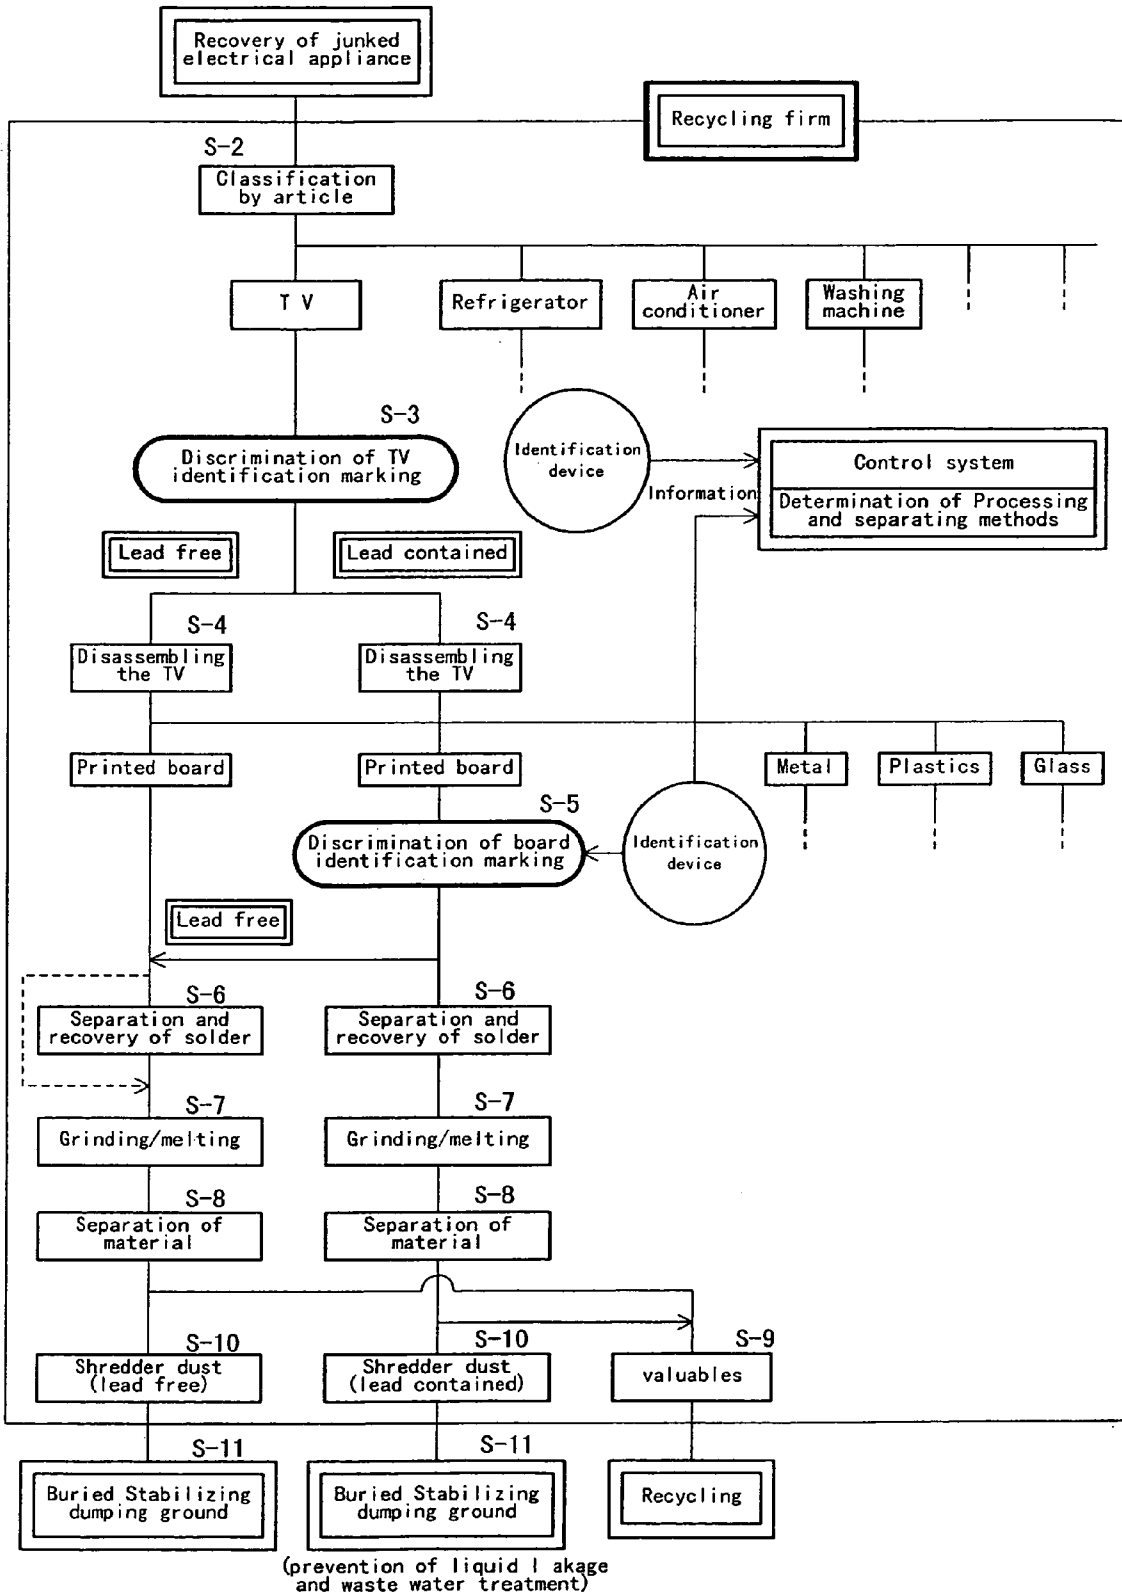 Recovery of junked
electrical appliance
Recycling firm
S-2
Classification
by article
T V
Refrigerator
Air
conditioner
Washing
machine
S-3
Discrimination of TV
identification marking
Identification
device
Information
Control system
Determination of Processing
and separating methods
Lead free
Lead contained
S-4
S-4
Disassembling
the TV
Disassembling
the TV
Printed board
Printed board
Metal
Plastics
Glass
S-5
Discrimination of board
identification marking
Identification
device
Lead free
S-6
S-6
Separation and
recovery of solder
Separation and
recovery of solder
S-7
S-7
Grinding/melting
Grinding/melting
S-8
S-8
Separation of
material
Separation of
material
S-10
S-10
S-9
Shredder dust
(lead free)
Shredder dust
(lead contained)
valuables
S-11
S-11
Buried Stabilizing
dumping ground
Buried Stabilizing
dumping ground
Recycling
(prevention of liquid l akage
and waste water treatment)